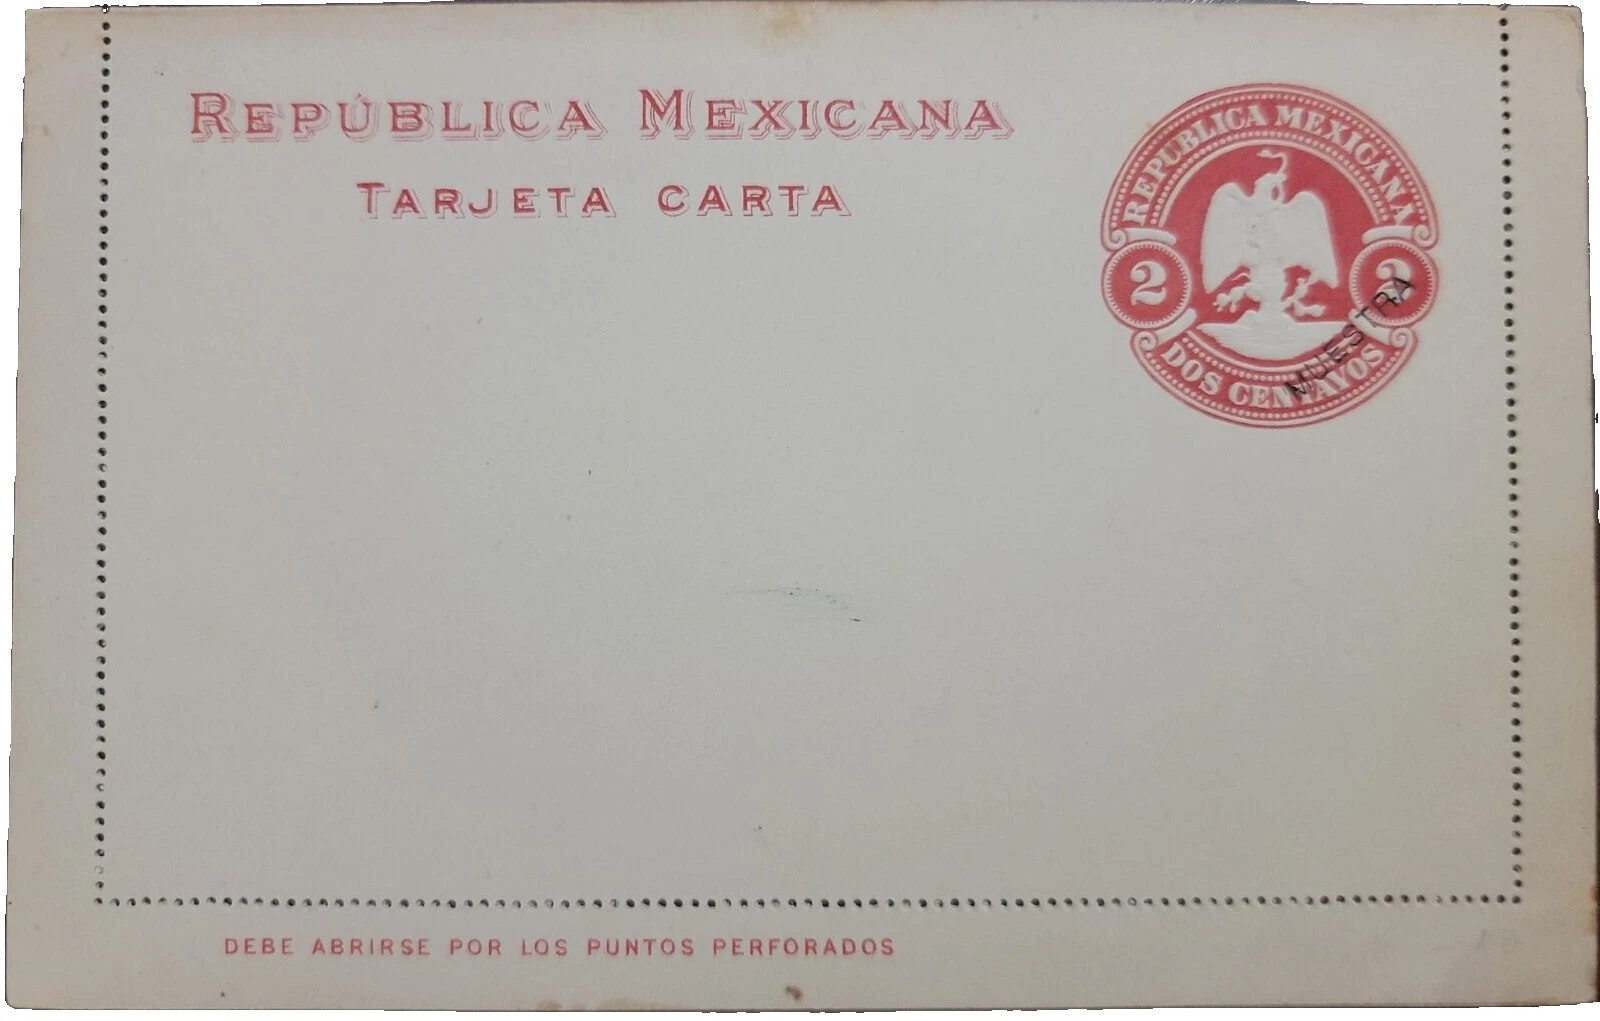 REPÚBLICA MEXICANA
TARJETA CARTA
REPUBLICA MEXICANA
2 2
DOS CENTAVOS
MUESTRA
DEBE ABRIRSE POR LOS PUNTOS PERFORADOS